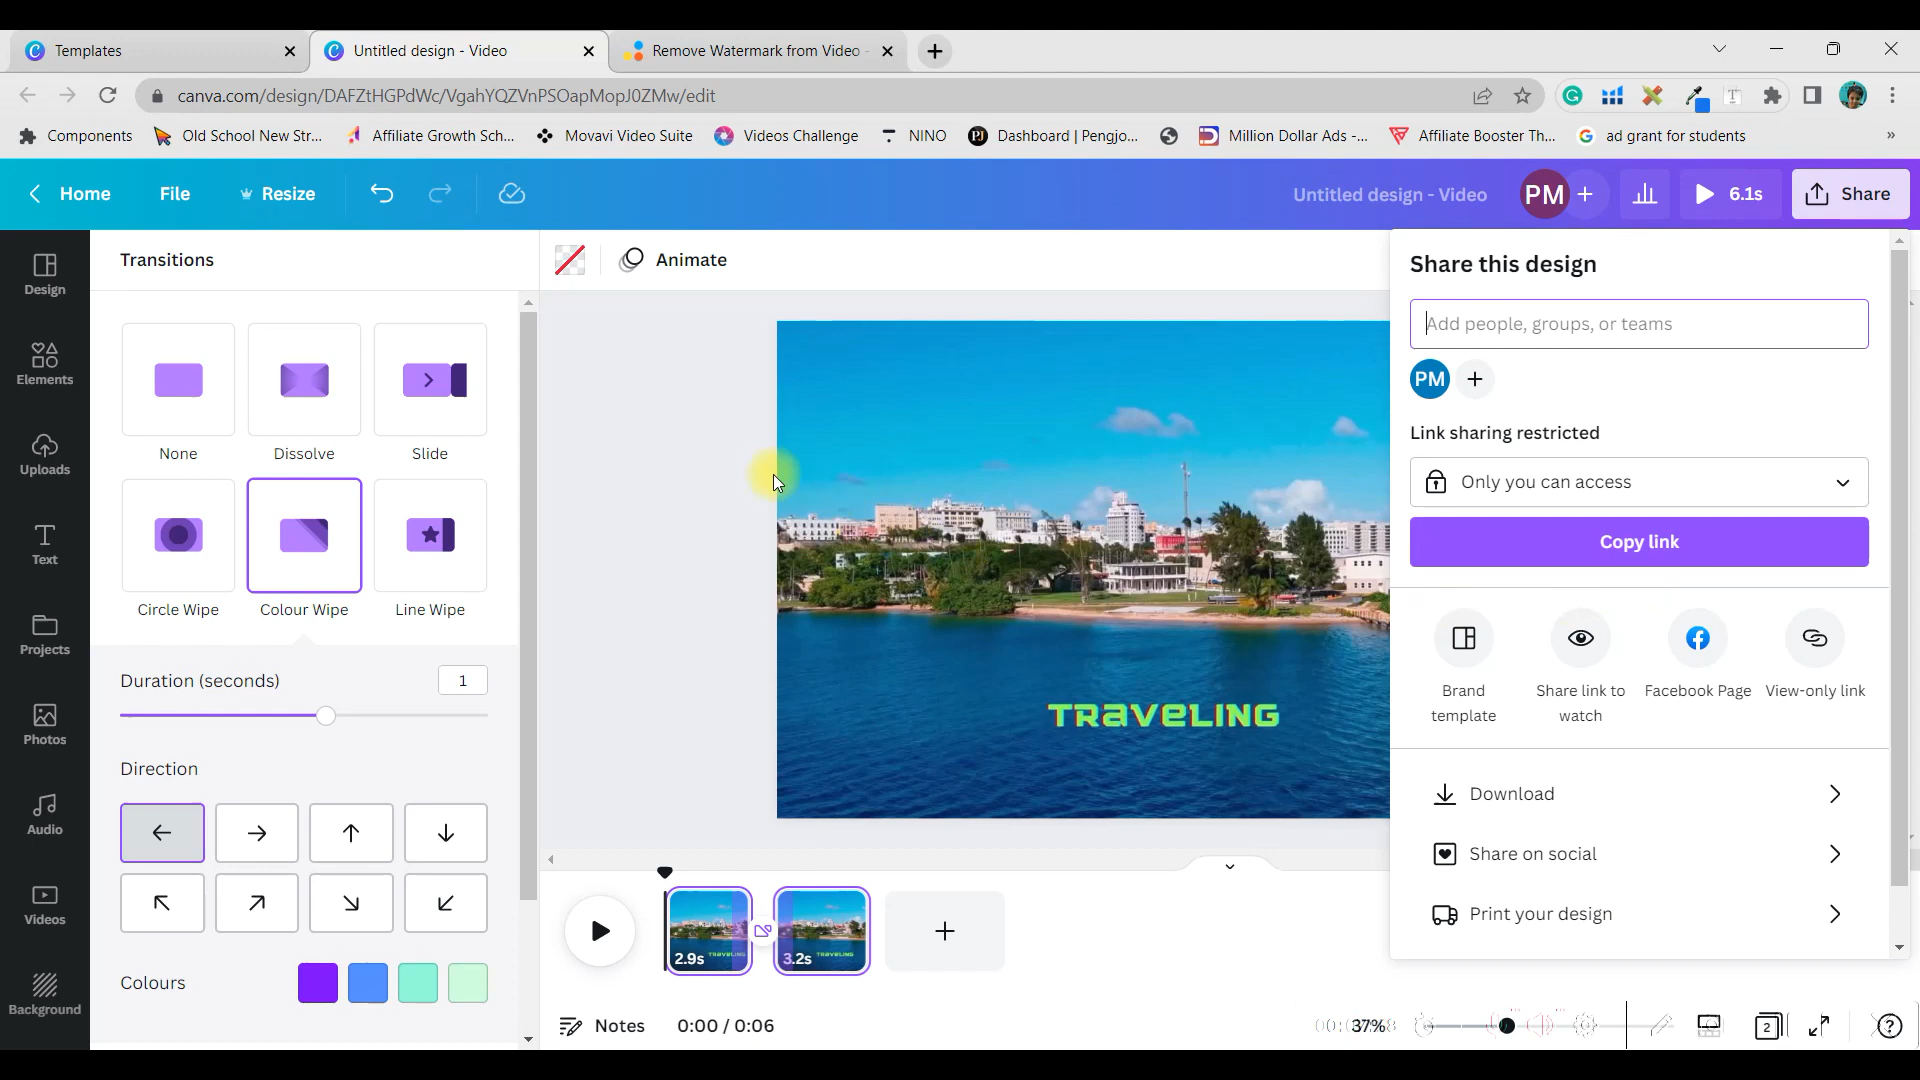 Templates
Untitled design - Video
Remove Watermark from Video -
canva.com/design/DAFZtHGPdWc/VgahYQZVnPSOapMopJ0ZMw/edit
Components
Old School New Str...
Affiliate Growth Sch...
Movavi Video Suite
Videos Challenge
NINO
Dashboard | Pengjo...
Million Dollar Ads -...
Affiliate Booster Th...
ad grant for students
»
Home
File
Resize
Untitled design - Video
PM
6.1s
Share
Design
Elements
Uploads
Text
Projects
Photos
Audio
Videos
Background
Transitions
None
Dissolve
Slide
Circle Wipe
Colour Wipe
Line Wipe
Duration (seconds)
1
Direction
Colours
Animate
TRAVELING
Share this design
Add people, groups, or teams
PM
Link sharing restricted
Only you can access
Copy link
Brand
template
Share link to
watch
Facebook Page
View-only link
Download
Share on social
Print your design
2.9s
TRAVELING
3.2s
TRAVELING
Notes
0:00 / 0:06
37%
2